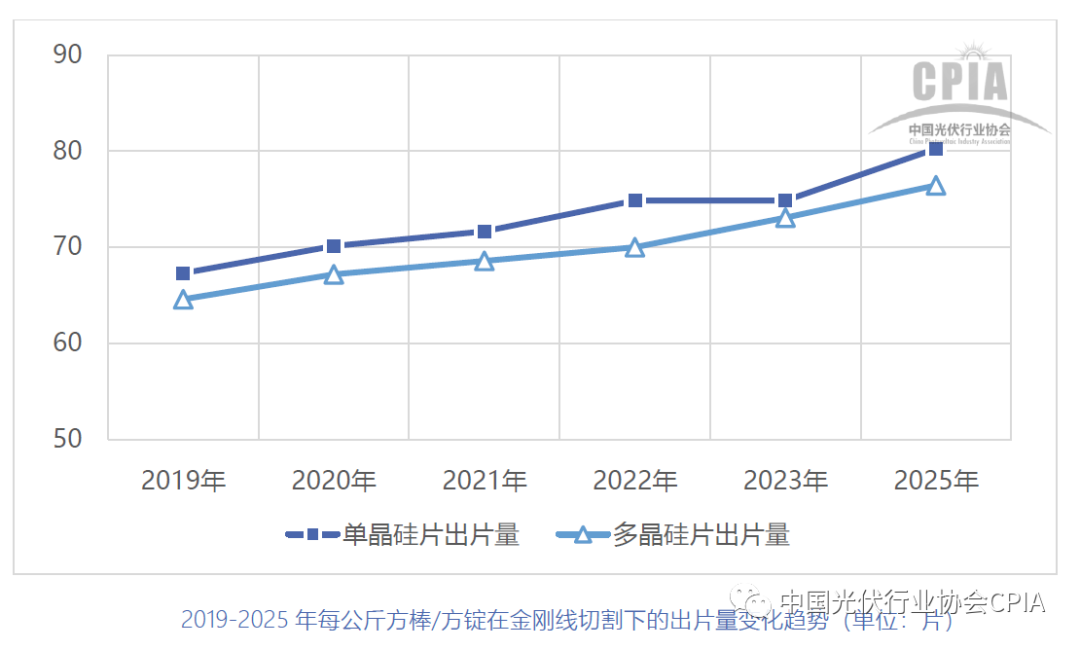 CPIA
中国光伏行业协会
China Photovoltaic Industry Association
90
80
70
60
50
2019年 2020年 2021年 2022年 2023年 2025年
单晶硅片出片量 多晶硅片出片量
中国光伏行业协会CPIA
2019-2025 年每公斤方棒/方锭在金刚线切割下的出片量变化趋势（单位：片）